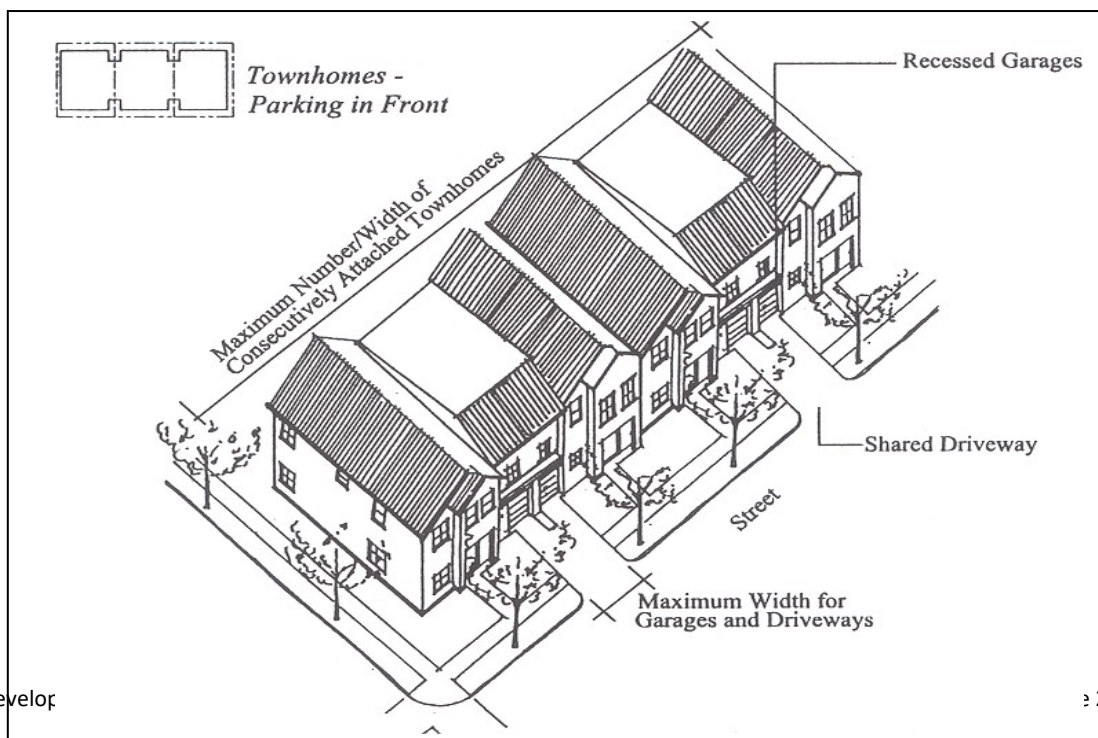 Townhomes -
Parking in Front
Recessed Garages
Maximum Number/Width of
Consecutively Attached Townhomes
Shared Driveway
Street
Maximum Width for
Garages and Driveways